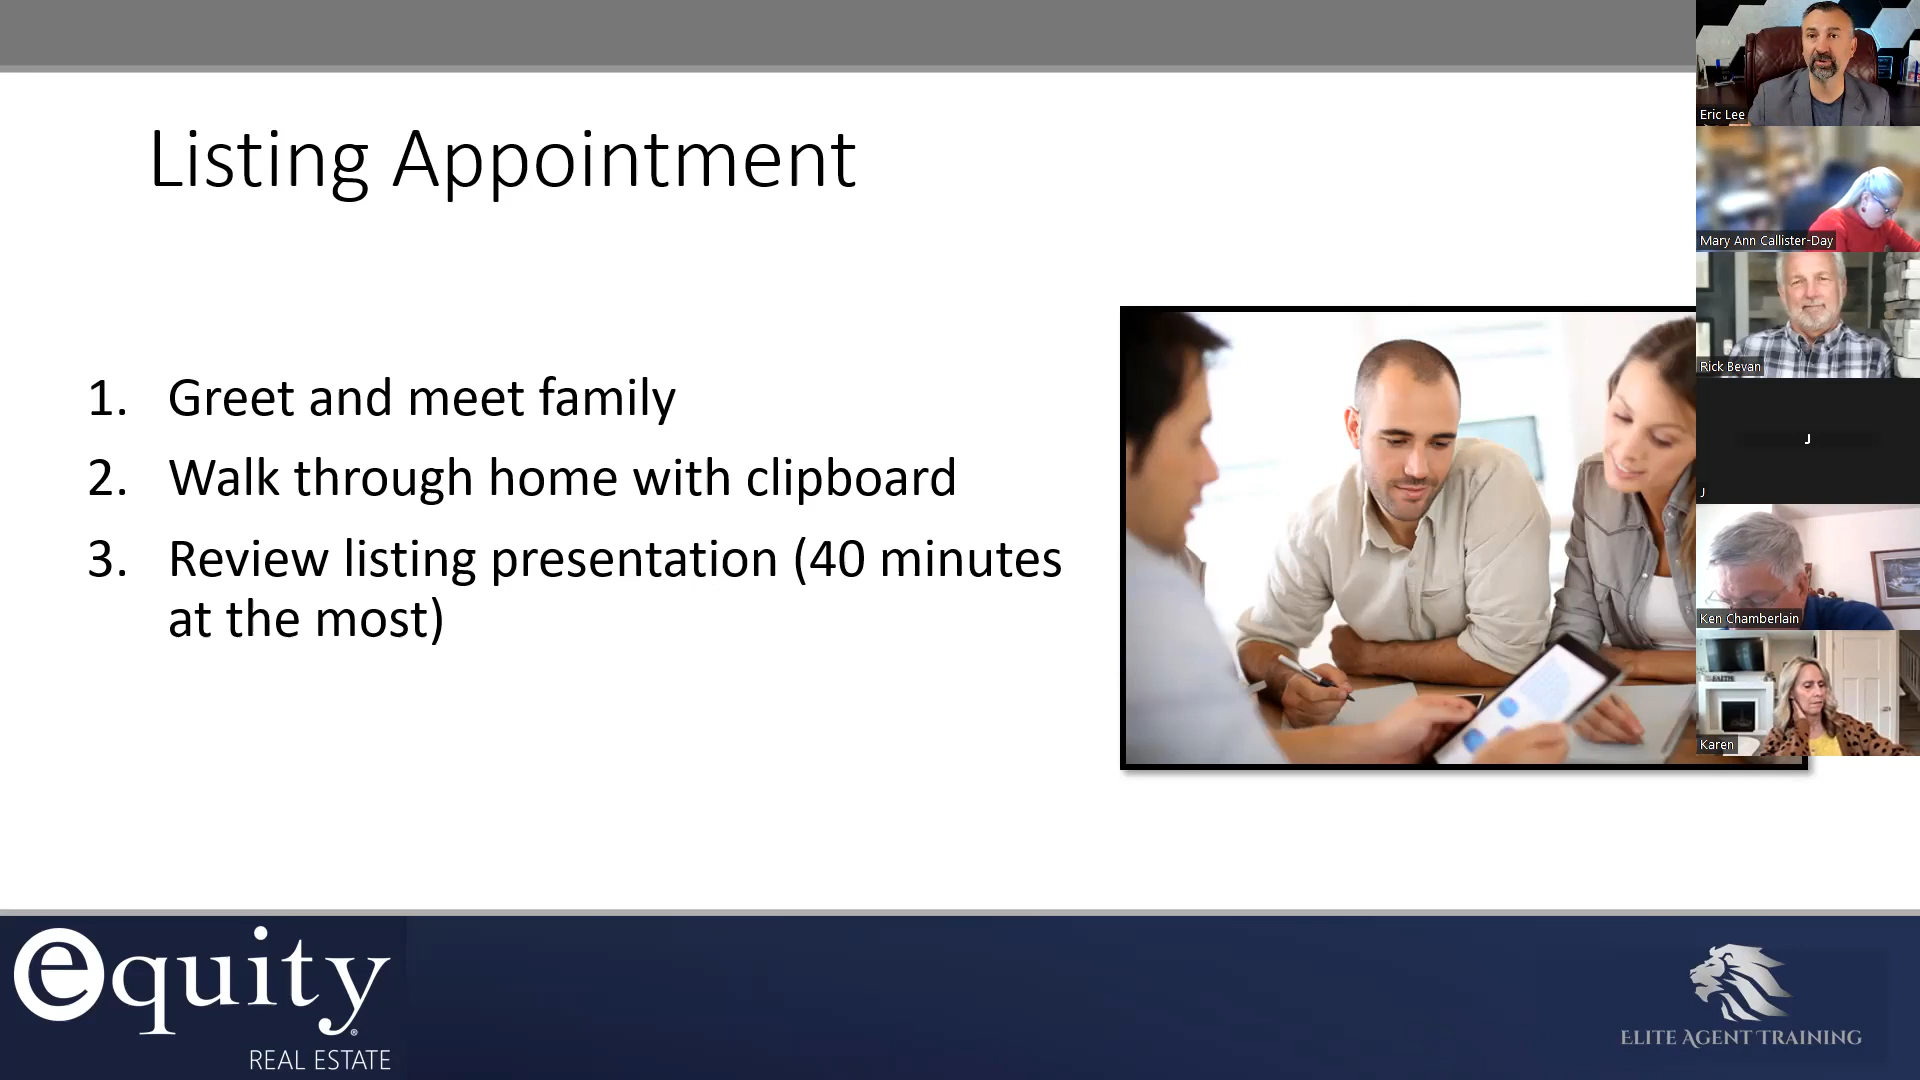 Listing Appointment
1. Greet and meet family
2. Walk through home with clipboard
3. Review listing presentation (40 minutes
at the most)
Eric Lee
Mary Ann Callister-Day
Rick Bevan
J
J
Ken Chamberlain
Karen
equity®
REAL ESTATE
ELITE AGENT TRAINING